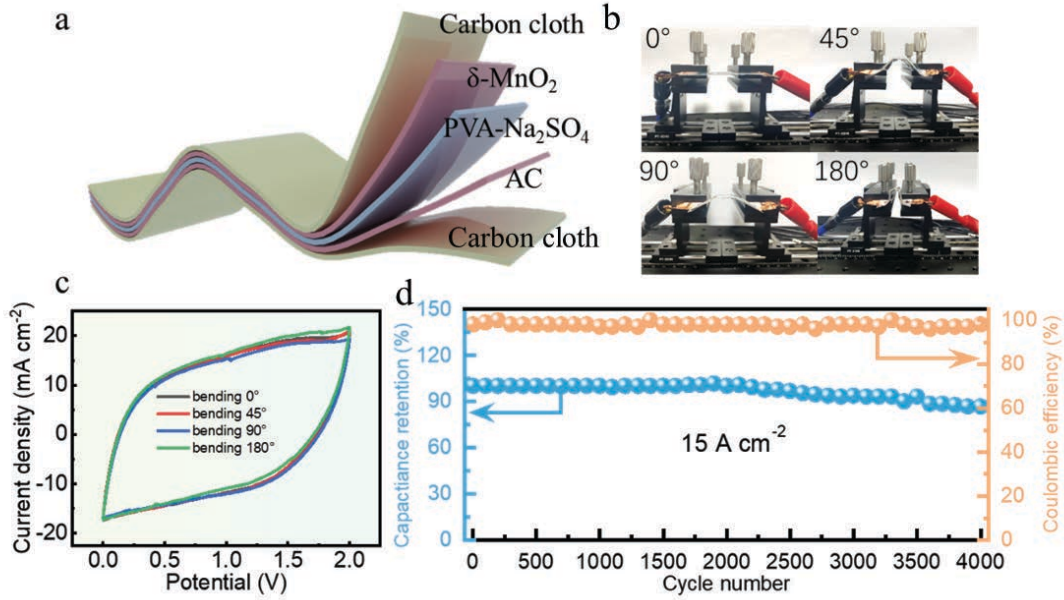 a
Carbon cloth
δ-MnO₂
PVA-Na₂SO₄
AC
Carbon cloth
b
0°
45°
90°
180°
c
Current density (mA cm⁻²)
20
10
0
-10
-20
bending 0°
bending 45°
bending 90°
bending 180°
0.0 0.5 1.0 1.5 2.0
Potential (V)
d
Capactiance retention (%)
150
120
90
60
30
0
15 A cm⁻²
100
80
60
40
20
0
Coulombic efficiency (%)
0 500 1000 1500 2000 2500 3000 3500 4000
Cycle number